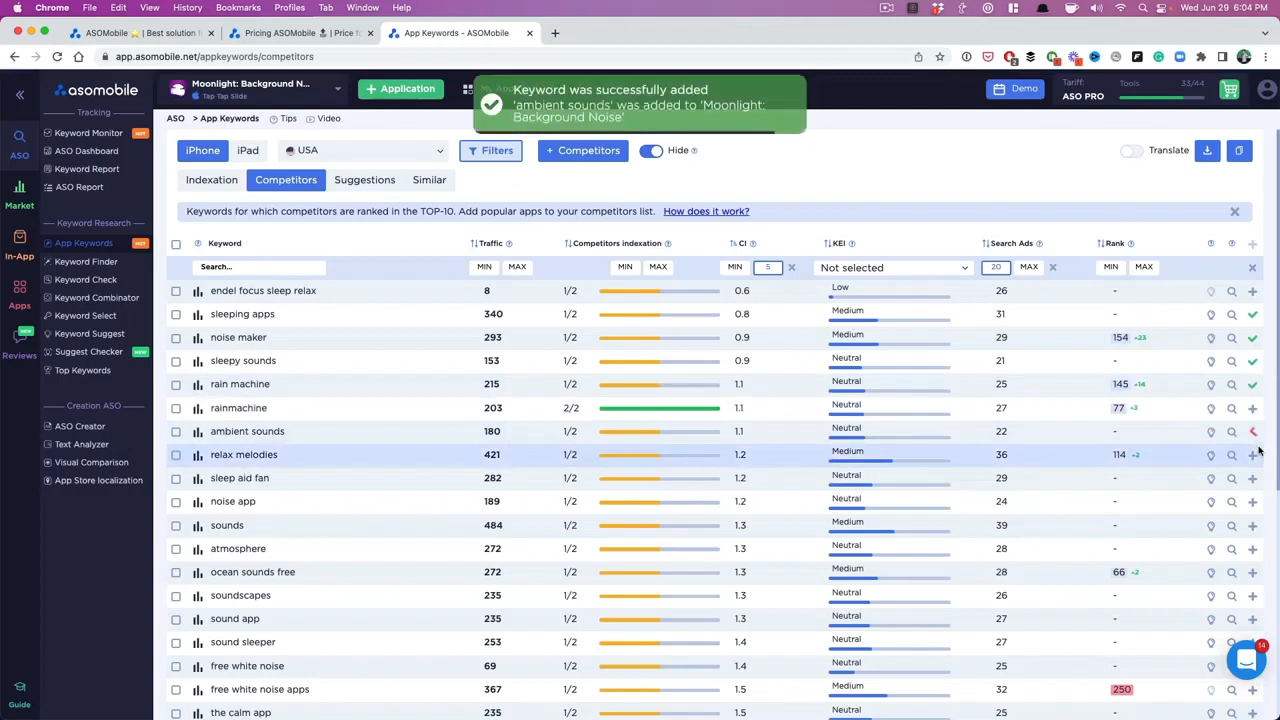 Chrome File Edit View History Bookmarks Profiles Tab Window Help Wed Jun 29 6:04 PM
ASOMobile ⭐ | Best solution Pricing ASOMobile | Price f App Keywords - ASOMobile
app.asomobile.net/appkeywords/competitors
asomobile
Moonlight: Background N...
Tap Tap Slide
+ Application
Keyword was successfully added
'ambient sounds' was added to 'Moonlight:
Background Noise'
Demo
Tariff:
ASO PRO
Tools 33/44
ASO > App Keywords Tips Video
iPhone iPad USA Filters + Competitors Hide Translate
Indexation Competitors Suggestions Similar
Keywords for which competitors are ranked in the TOP-10. Add popular apps to your competitors list. How does it work?
Keyword Traffic Competitors indexation CI KEI Search Ads Rank
Search... MIN MAX MIN MAX MIN 5 Not selected 20 MAX MIN MAX
endel focus sleep relax 8 1/2 0.6 Low 26 -
sleeping apps 340 1/2 0.8 Medium 31 -
noise maker 293 1/2 0.9 Medium 29 154 +23
sleepy sounds 153 1/2 0.9 Neutral 21 -
rain machine 215 1/2 1.1 Neutral 25 145 +14
rainmachine 203 2/2 1.1 Neutral 27 77 +3
ambient sounds 180 1/2 1.1 Neutral 22 -
relax melodies 421 1/2 1.2 Medium 36 114 +2
sleep aid fan 282 1/2 1.2 Neutral 29 -
noise app 189 1/2 1.2 Neutral 24 -
sounds 484 1/2 1.3 Medium 39 -
atmosphere 272 1/2 1.3 Neutral 28 -
ocean sounds free 272 1/2 1.3 Medium 28 66 +2
soundscapes 235 1/2 1.3 Neutral 26 -
sound app 235 1/2 1.3 Neutral 27 -
sound sleeper 253 1/2 1.4 Neutral 27 -
free white noise 69 1/2 1.4 Neutral 25 -
free white noise apps 367 1/2 1.5 Medium 32 250
the calm app 235 1/2 1.5 Neutral 25 -
14
ASO
Market
In-App
Apps
NEW
Reviews
Guide
Tracking
Keyword Monitor HOT
ASO Dashboard
Keyword Report
ASO Report
Keyword Research
App Keywords HOT
Keyword Finder
Keyword Check
Keyword Combinator
Keyword Select
Keyword Suggest
Suggest Checker NEW
Top Keywords
Creation ASO
ASO Creator
Text Analyzer
Visual Comparison
App Store localization